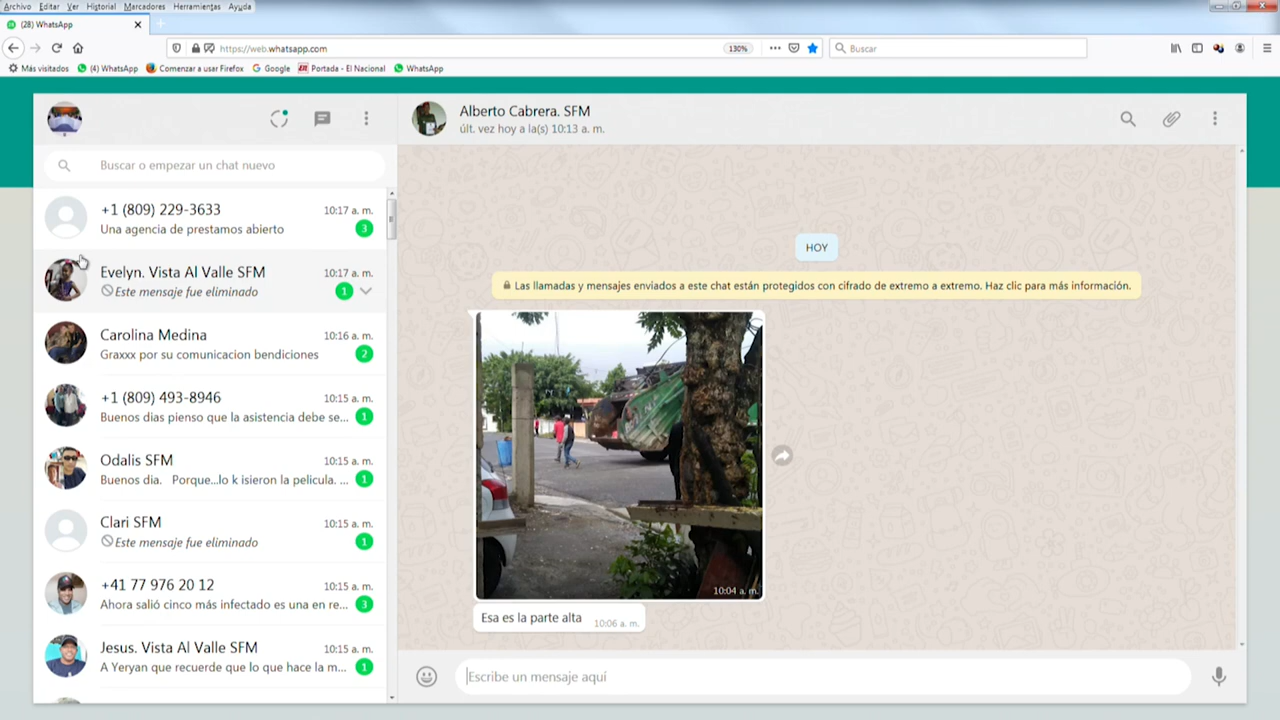 Archivo Editar Ver Historial Marcadores Herramientas Ayuda
(28) WhatsApp
https://web.whatsapp.com
130%
Buscar
Más visitados
(4) WhatsApp
Comenzar a usar Firefox
Google
Portada - El Nacional
WhatsApp
Buscar o empezar un chat nuevo
+1 (809) 229-3633
10:17 a. m.
Una agencia de prestamos abierto
3
Evelyn. Vista Al Valle SFM
10:17 a. m.
Este mensaje fue eliminado
1
Carolina Medina
10:16 a. m.
Graxxx por su comunicacion bendiciones
2
+1 (809) 493-8946
10:15 a. m.
Buenos dias pienso que la asistencia debe se...
1
Odalis SFM
10:15 a. m.
Buenos dia. Porque...lo k isieron la pelicula. ...
1
Clari SFM
10:15 a. m.
Este mensaje fue eliminado
1
+41 77 976 20 12
10:15 a. m.
Ahora salió cinco más infectado es una en re...
3
Jesus. Vista Al Valle SFM
10:15 a. m.
A Yeryan que recuerde que lo que hace la m...
1
Alberto Cabrera. SFM
últ. vez hoy a la(s) 10:13 a. m.
HOY
Las llamadas y mensajes enviados a este chat están protegidos con cifrado de extremo a extremo. Haz clic para más información.
10:04 a. m.
Esa es la parte alta
10:06 a. m.
Escribe un mensaje aquí